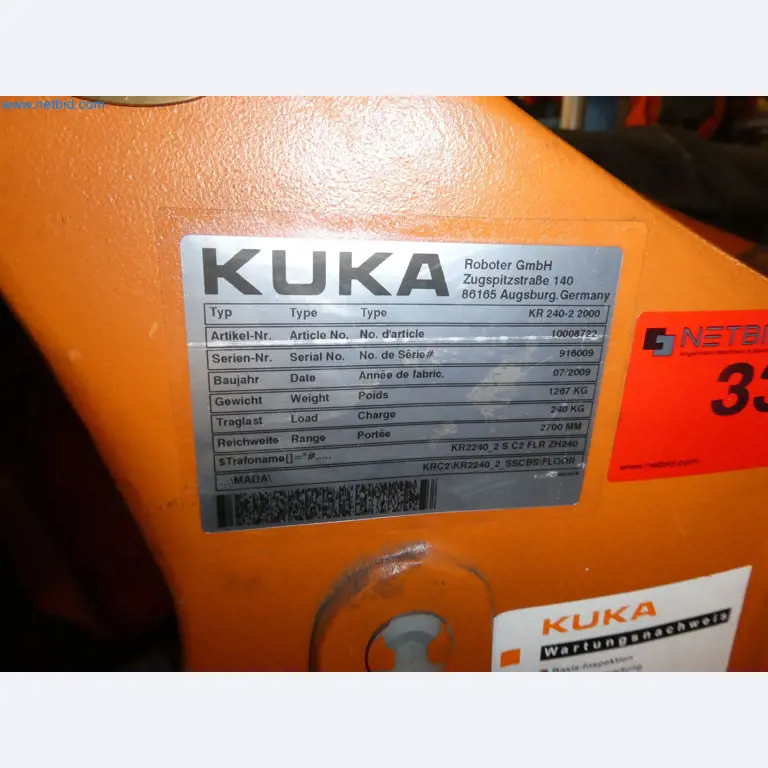 www.netbid.com
KUKA
Roboter GmbH
Zugspitzstraße 140
86165 Augsburg.Germany
Typ Type Type KR 240-2 2000
Artikel-Nr. Article No. No. d'article 10008722
Serien-Nr. Serial No. No. de Série# 916009
Baujahr Date Année de fabric. 07/2009
Gewicht Weight Poids 1267 KG
Traglast Load Charge 240 KG
Reichweite Range Portée 2700 MM
$Trafoname[]="#,.... KR2240_2 S C2 FLR ZH240
...\MADA\ KRC2\KR2240_2_SSCBS\FLOOR
NETBI
33
www.netbid.com
KUKA
Wartungsnachweis
Basis-Inspektion